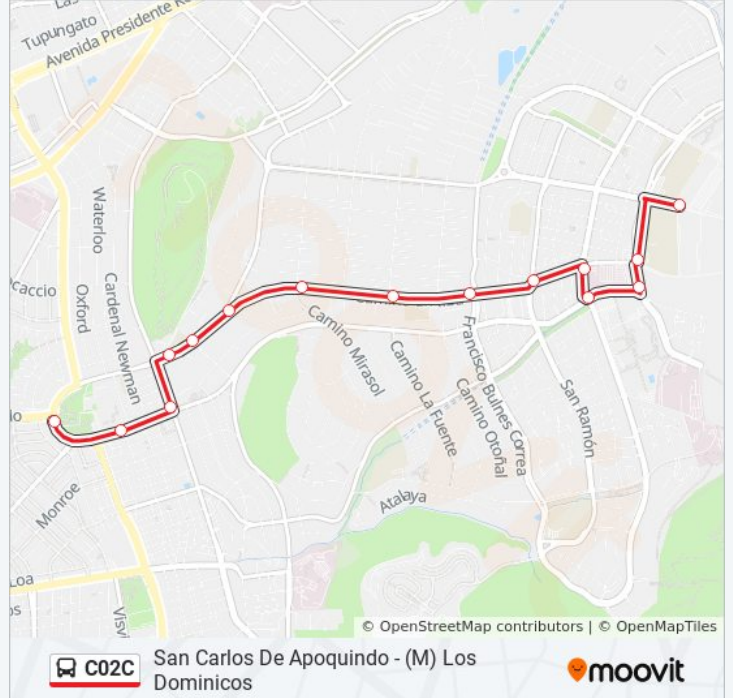 Las
Tupungato
Avenida Presidente
Waterloo
Oxford
Cardenal Newman
Camino Mirasol
Camino La Fuente
Francisco Bulnes Correa
Camino Otoñal
San Ramón
Monroe
Atalaya
Loa
© OpenStreetMap contributors | © OpenMapTiles
C02C
San Carlos De Apoquindo - (M) Los
Dominicos
moovit